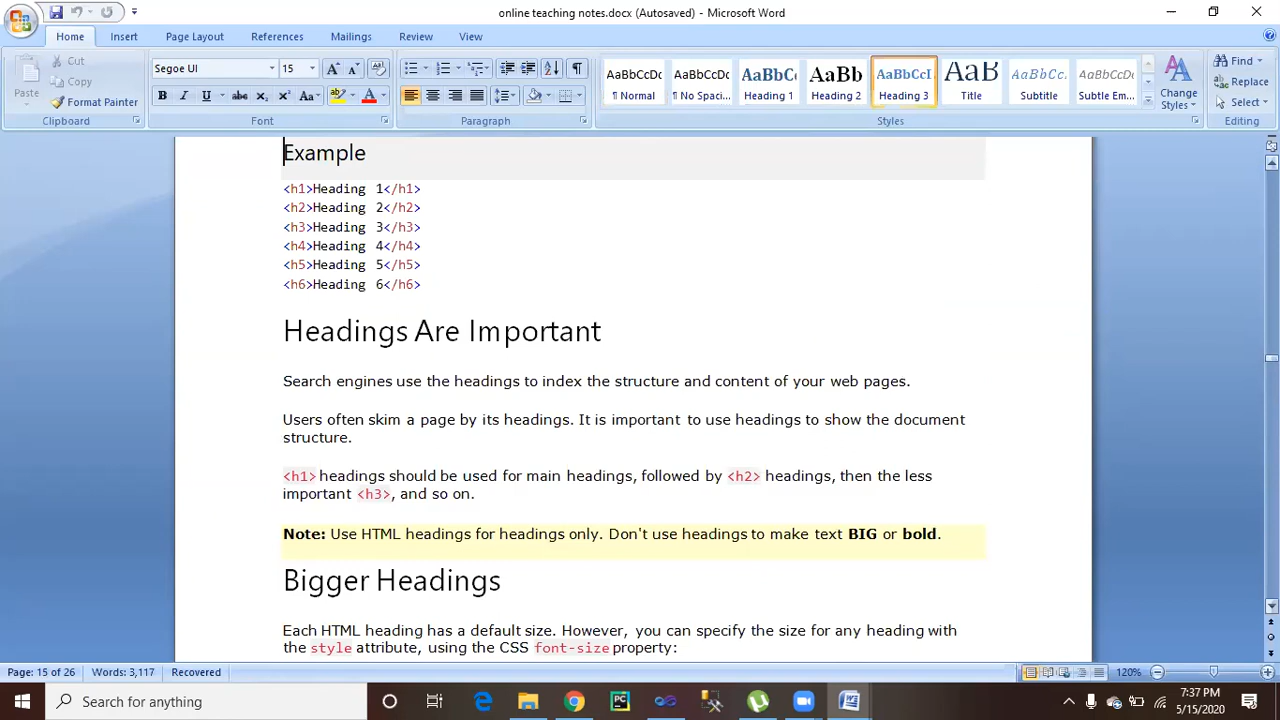 online teaching notes.docx (Autosaved) - Microsoft Word
Home Insert Page Layout References Mailings Review View
Paste
Cut
Copy
Format Painter
Clipboard
Segoe UI 15
B I U abc x₂ x² Aa
Font
Paragraph
AaBbCcDc AaBbCcDc AaBbC AaBb AaBbCcI AaB AaBbCcL AaBbCcDc
¶ Normal ¶ No Spaci... Heading 1 Heading 2 Heading 3 Title Subtitle Subtle Em...
Change Styles
Styles
Find
Replace
Select
Editing
Example
<h1>Heading 1</h1>
<h2>Heading 2</h2>
<h3>Heading 3</h3>
<h4>Heading 4</h4>
<h5>Heading 5</h5>
<h6>Heading 6</h6>
Headings Are Important
Search engines use the headings to index the structure and content of your web pages.
Users often skim a page by its headings. It is important to use headings to show the document
structure.
<h1> headings should be used for main headings, followed by <h2> headings, then the less
important <h3>, and so on.
Note: Use HTML headings for headings only. Don't use headings to make text BIG or bold.
Bigger Headings
Each HTML heading has a default size. However, you can specify the size for any heading with
the style attribute, using the CSS font-size property:
Page: 15 of 26 Words: 3,117 Recovered 120%
Search for anything
7:37 PM
5/15/2020